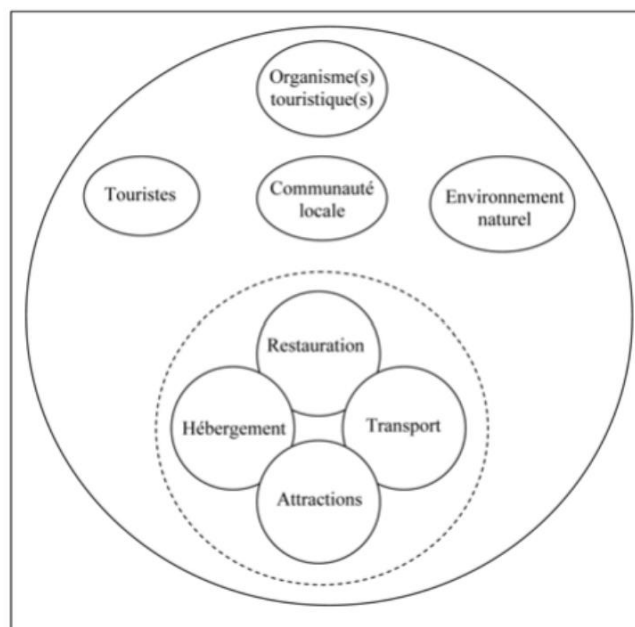 Organisme(s)
touristique(s)
Touristes
Communauté
locale
Environnement
naturel
Restauration
Hébergement
Transport
Attractions